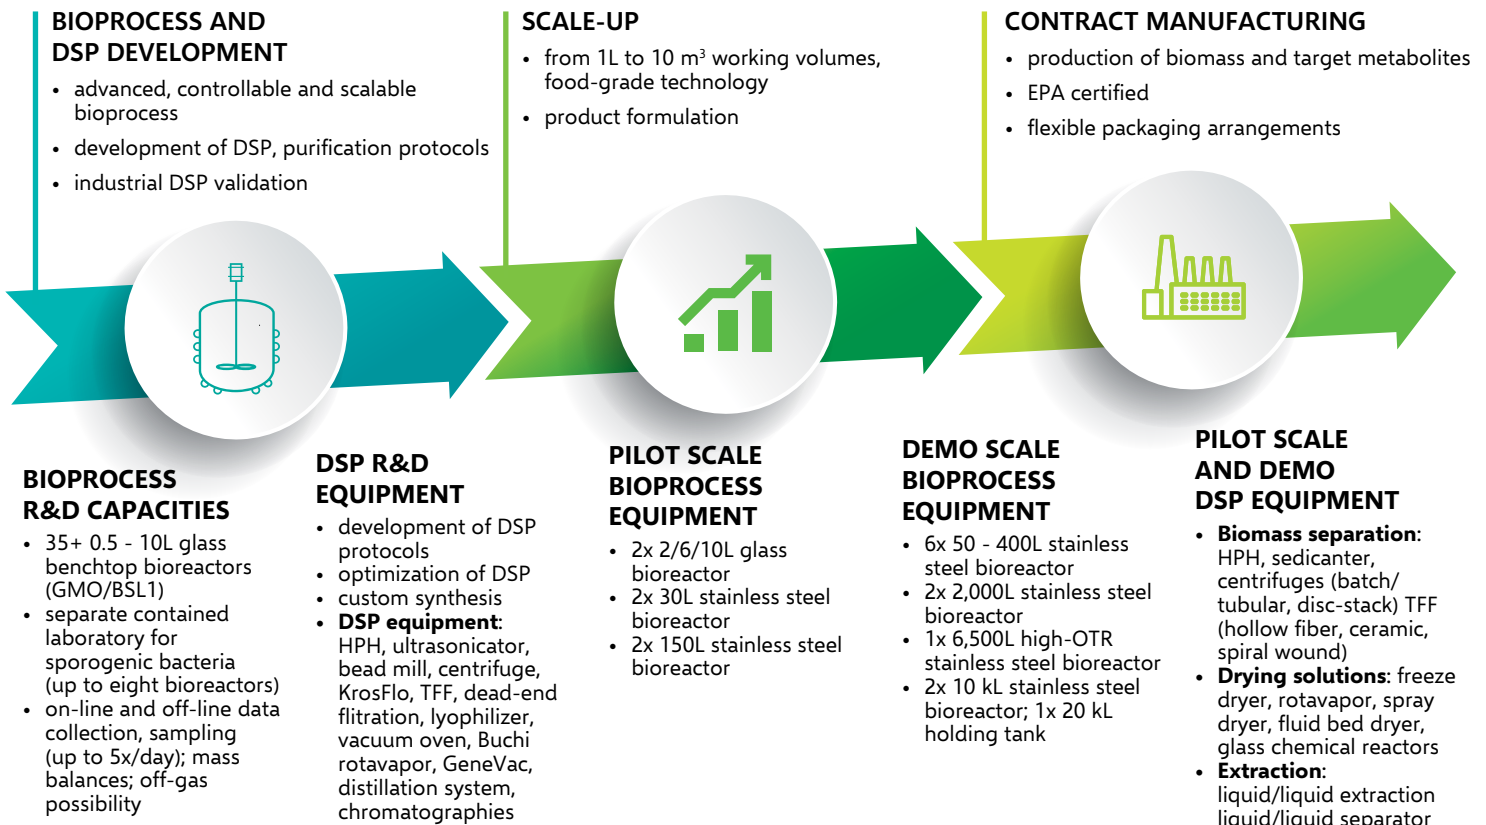 BIOPROCESS AND
DSP DEVELOPMENT
• advanced, controllable and scalable
bioprocess
• development of DSP, purification protocols
• industrial DSP validation
SCALE-UP
• from 1L to 10 m³ working volumes,
food-grade technology
• product formulation
CONTRACT MANUFACTURING
• production of biomass and target metabolites
• EPA certified
• flexible packaging arrangements
BIOPROCESS
R&D CAPACITIES
• 35+ 0.5 - 10L glass
benchtop bioreactors
(GMO/BSL1)
• separate contained
laboratory for
sporogenic bacteria
(up to eight bioreactors)
• on-line and off-line data
collection, sampling
(up to 5x/day); mass
balances; off-gas
possibility
DSP R&D
EQUIPMENT
• development of DSP
protocols
• optimization of DSP
• custom synthesis
• DSP equipment:
HPH, ultrasonicator,
bead mill, centrifuge,
KrosFlo, TFF, dead-end
flitration, lyophilizer,
vacuum oven, Buchi
rotavapor, GeneVac,
distillation system,
chromatographies
PILOT SCALE
BIOPROCESS
EQUIPMENT
• 2x 2/6/10L glass
bioreactor
• 2x 30L stainless steel
bioreactor
• 2x 150L stainless steel
bioreactor
DEMO SCALE
BIOPROCESS
EQUIPMENT
• 6x 50 - 400L stainless
steel bioreactor
• 2x 2,000L stainless steel
bioreactor
• 1x 6,500L high-OTR
stainless steel bioreactor
• 2x 10 kL stainless steel
bioreactor; 1x 20 kL
holding tank
PILOT SCALE
AND DEMO
DSP EQUIPMENT
• Biomass separation:
HPH, sedicanter,
centrifuges (batch/
tubular, disc-stack) TFF
(hollow fiber, ceramic,
spiral wound)
• Drying solutions: freeze
dryer, rotavapor, spray
dryer, fluid bed dryer,
glass chemical reactors
• Extraction:
liquid/liquid extraction
liquid/liquid separator